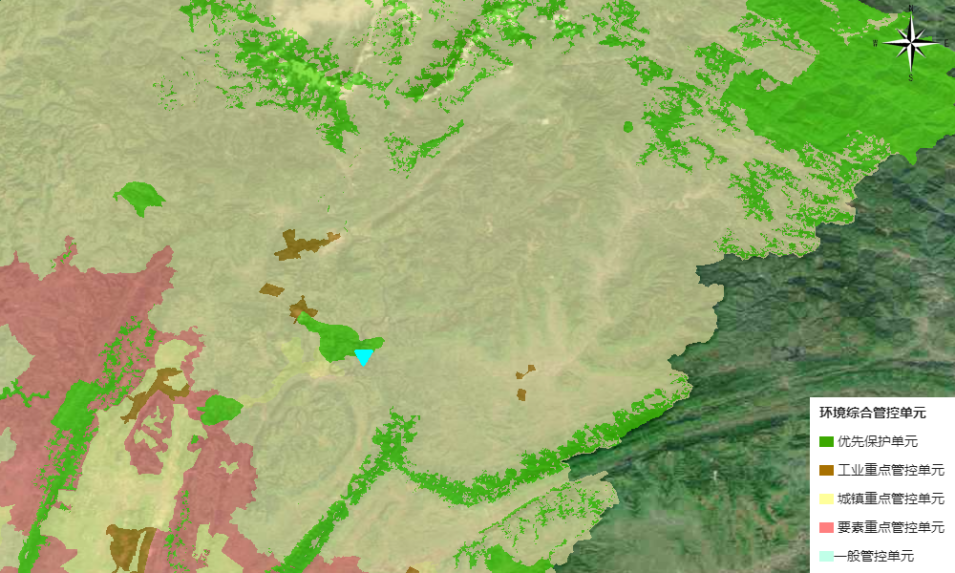 N
W
S
环境综合管控单元
优先保护单元
工业重点管控单元
城镇重点管控单元
要素重点管控单元
一般管控单元